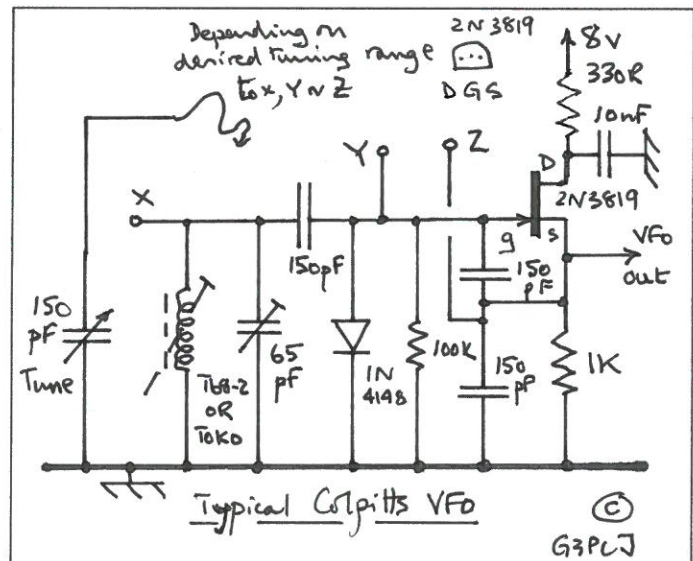 Depending on
desired tuning range
to X, Y or Z
2N3819
DGS
8V
330R
10nF
D
2N3819
Y
Z
X
g
s
VFO
out
150pF
150
pF
150
pF
Tune
T68-2
OR
TOKO
65
pF
1N
4148
100K
150
pF
1K
Typical Colpitts VFO
©
G3PCJ